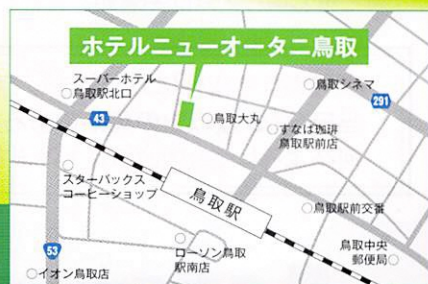 ホテルニューオータニ鳥取
スーパーホテル
鳥取駅北口
鳥取シネマ
291
43
鳥取大丸
すなば珈琲
鳥取駅前店
スターバックス
コーヒーショップ
鳥取駅
鳥取駅前交番
鳥取中央
郵便局
53
ローソン鳥取
駅南店
イオン鳥取店